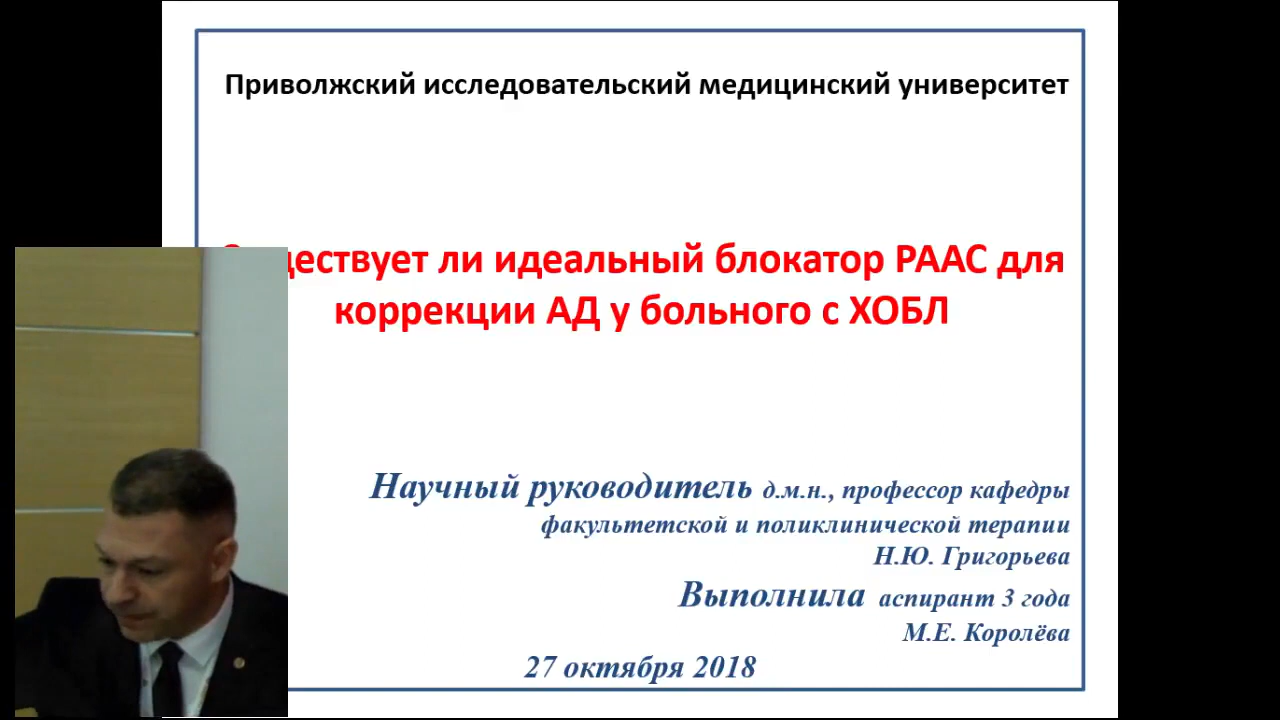 Приволжский исследовательский медицинский университет
ли идеальный блокатор РААС для
коррекции АД у больного с ХОБЛ
Научный руководитель д.м.н., профессор кафедры
факультетской и поликлинической терапии
Н.Ю. Григорьева
Выполнила аспирант 3 года
М.Е. Королёва
27 октября 2018